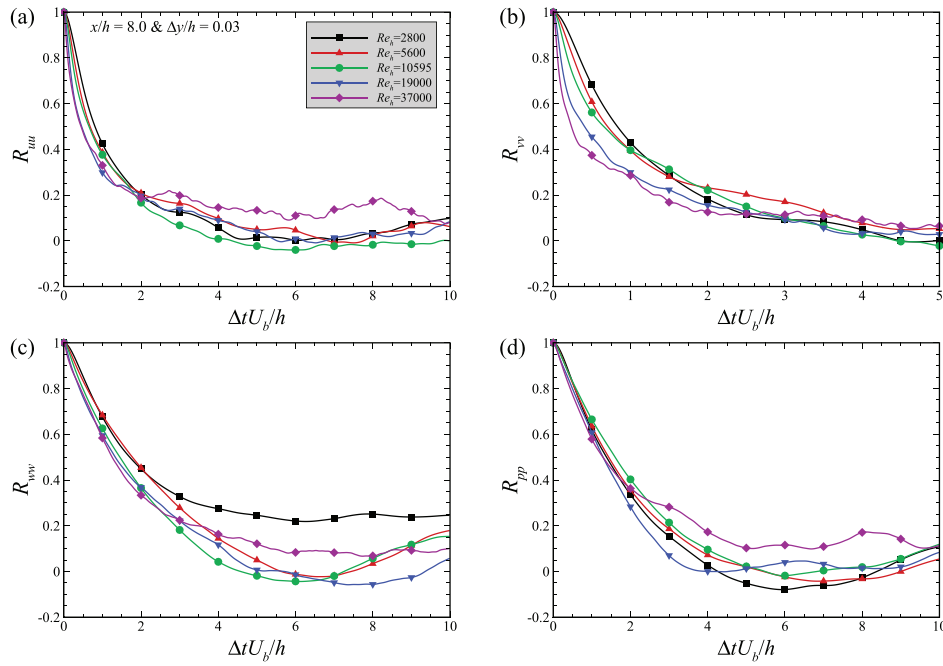 (a)
x/h = 8.0 & Δy/h = 0.03
Re_h=2800
Re_h=5600
Re_h=10595
Re_h=19000
Re_h=37000
1
0.8
0.6
0.4
0.2
0
-0.2
R_uu
0 2 4 6 8 10
ΔtU_b/h
(b)
1
0.8
0.6
0.4
0.2
0
-0.2
R_vv
0 1 2 3 4 5
ΔtU_b/h
(c)
1
0.8
0.6
0.4
0.2
0
-0.2
R_ww
0 2 4 6 8 10
ΔtU_b/h
(d)
1
0.8
0.6
0.4
0.2
0
-0.2
R_pp
0 2 4 6 8 10
ΔtU_b/h